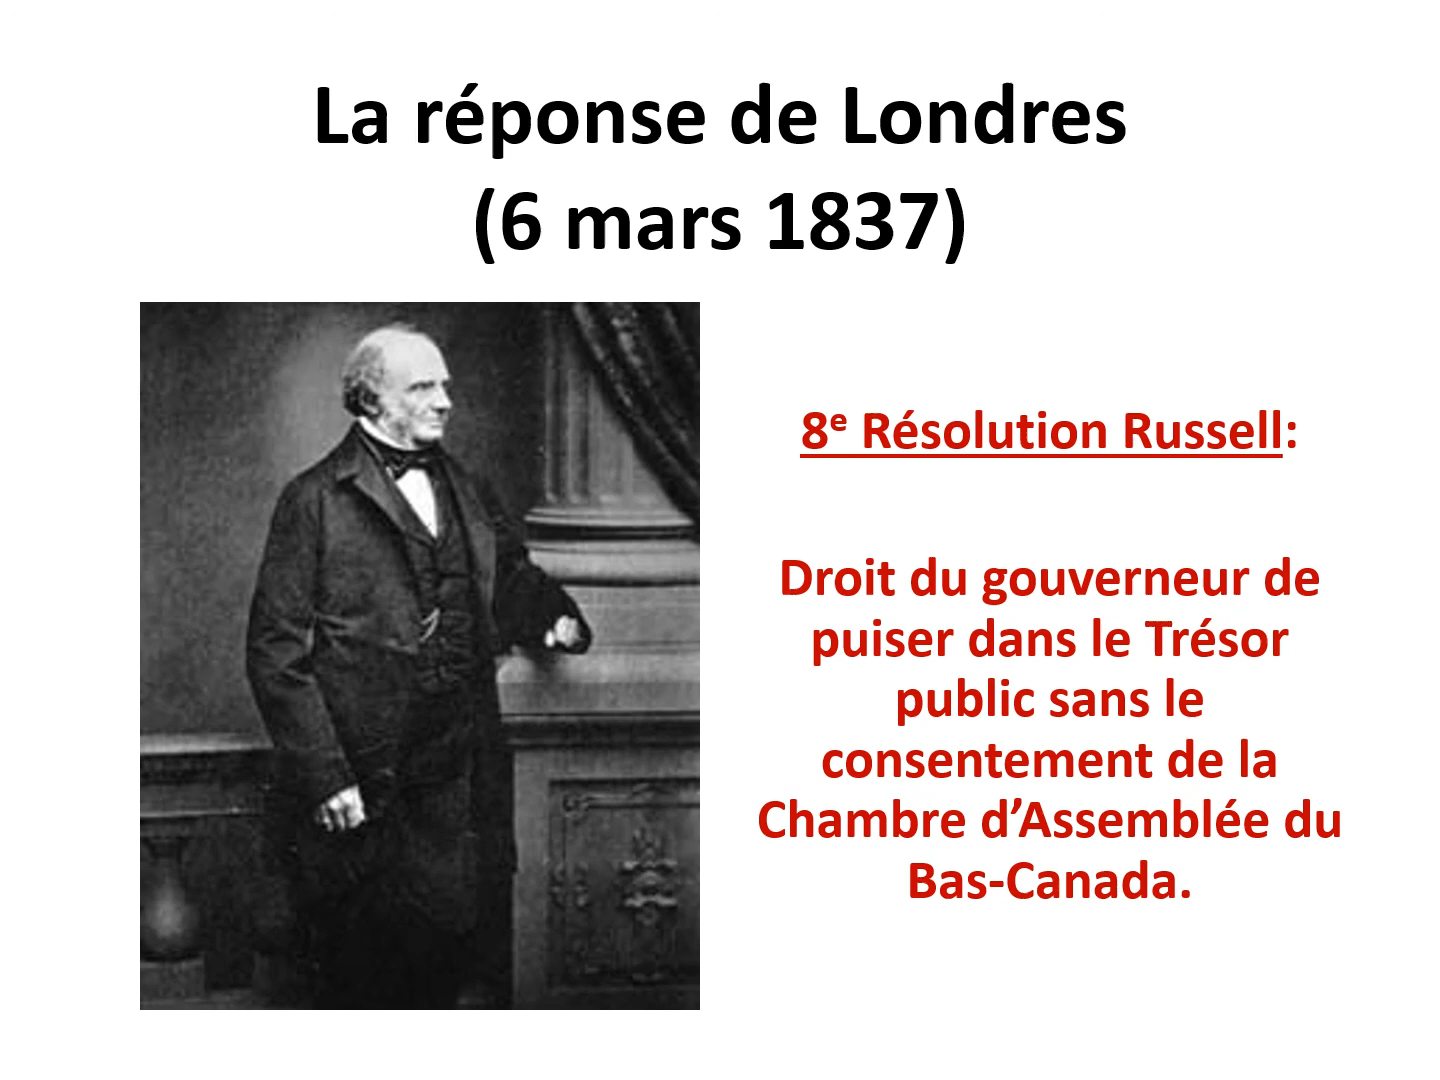 La réponse de Londres
(6 mars 1837)
8e Résolution Russell:
Droit du gouverneur de
puiser dans le Trésor
public sans le
consentement de la
Chambre d’Assemblée du
Bas-Canada.